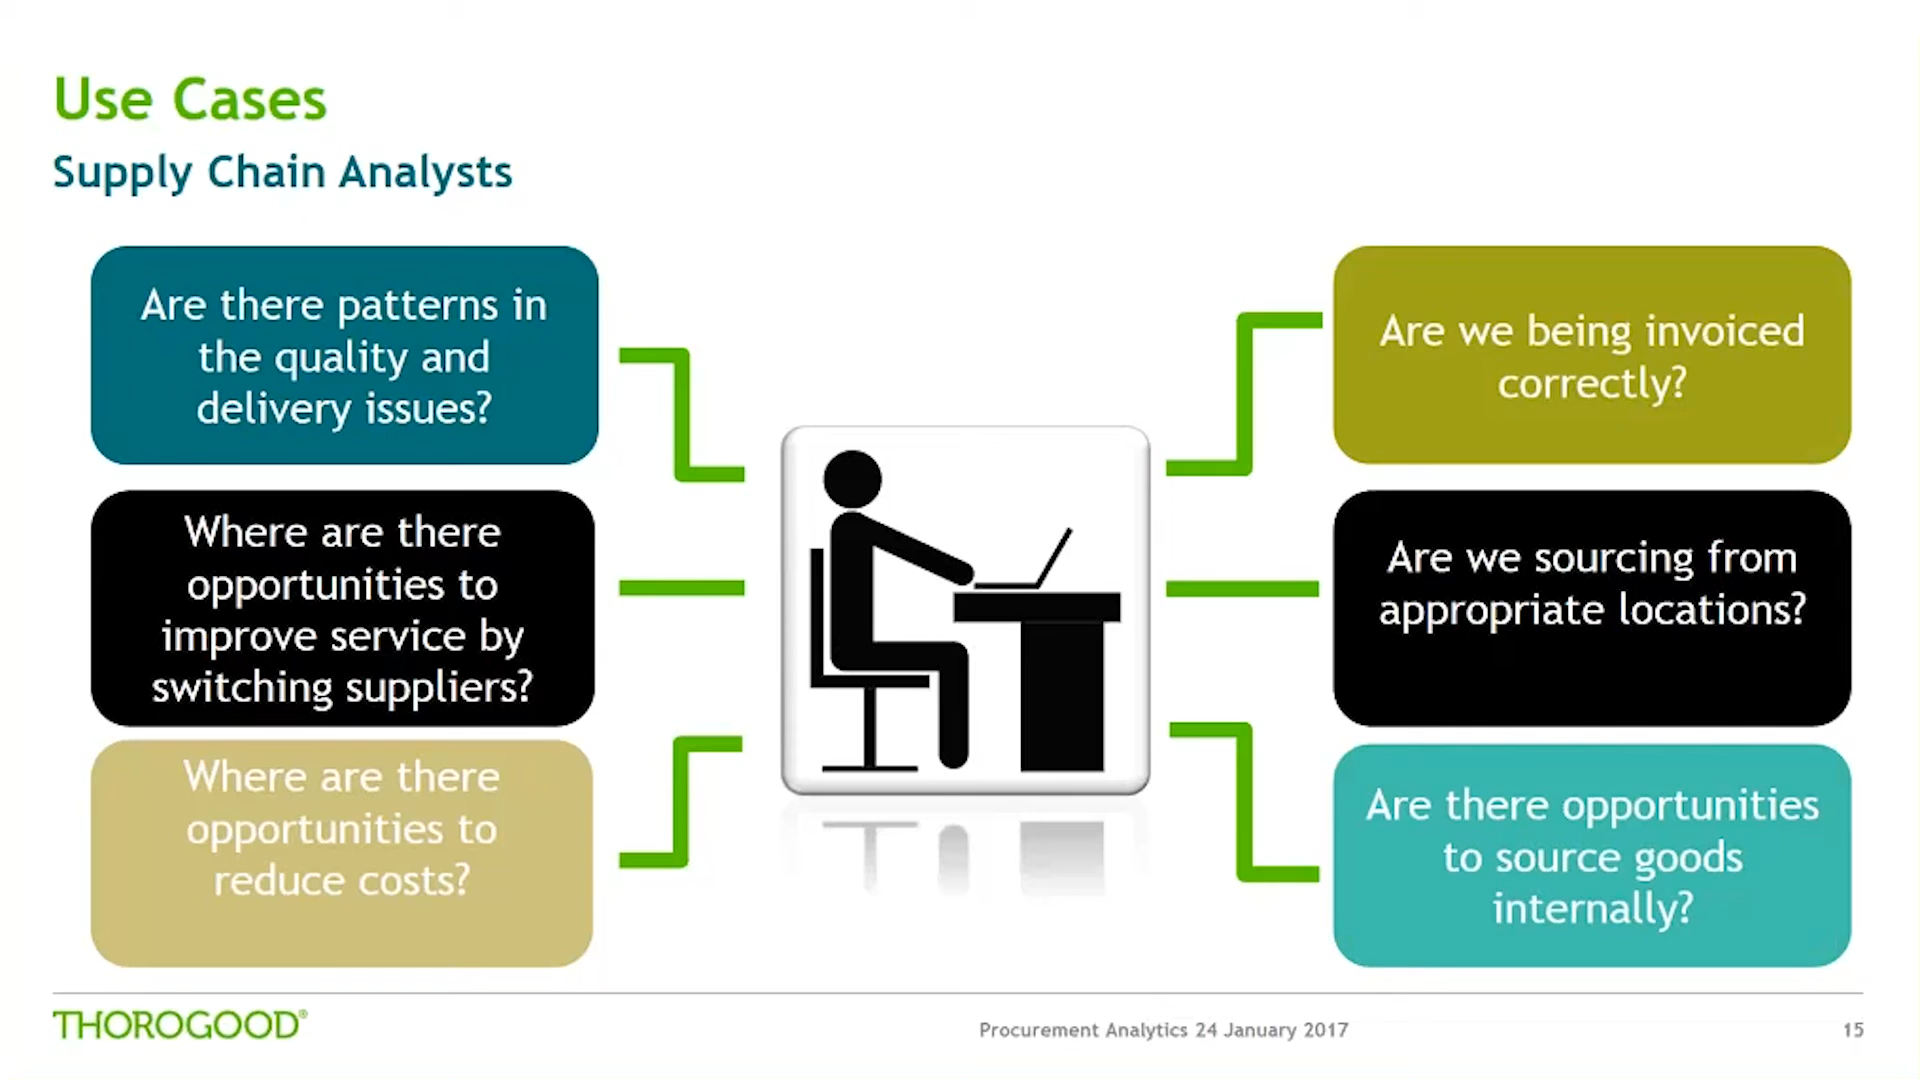 Use Cases
Supply Chain Analysts
Are there patterns in
the quality and
delivery issues?
Where are there
opportunities to
improve service by
switching suppliers?
Where are there
opportunities to
reduce costs?
Are we being invoiced
correctly?
Are we sourcing from
appropriate locations?
Are there opportunities
to source goods
internally?
THOROGOOD®
Procurement Analytics 24 January 2017
15